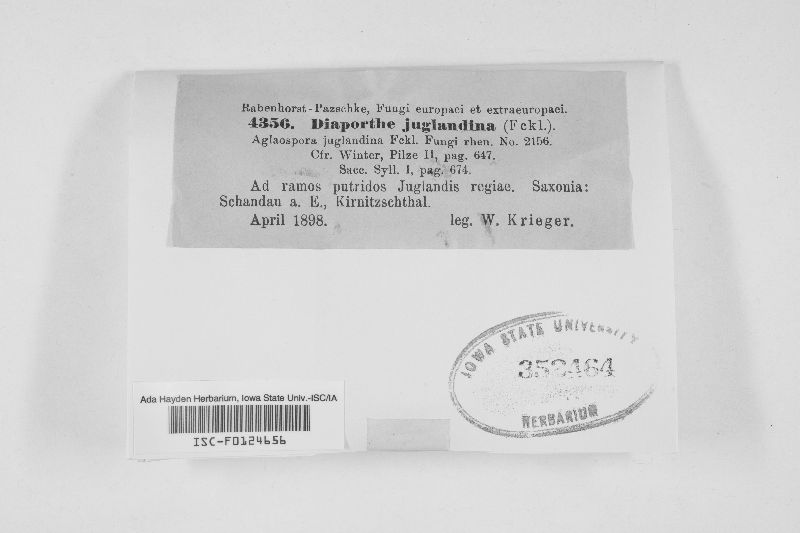 Rabenhorst-Pazschke, Fungi europaei et extraeuropaei.
4356. Diaporthe juglandina (Fckl.).
Aglaospora juglandina Fckl. Fungi rhen. No. 2156.
Cfr. Winter, Pilze II, pag. 647.
Sacc. Syll. I, pag. 674.
Ad ramos putridos Juglandis regiae. Saxonia:
Schandau a. E., Kirnitzschthal.
April 1898. leg. W. Krieger.
IOWA STATE UNIVERSITY
352464
HERBARIUM
Ada Hayden Herbarium, Iowa State Univ.-ISC/IA
ISC-F0124656